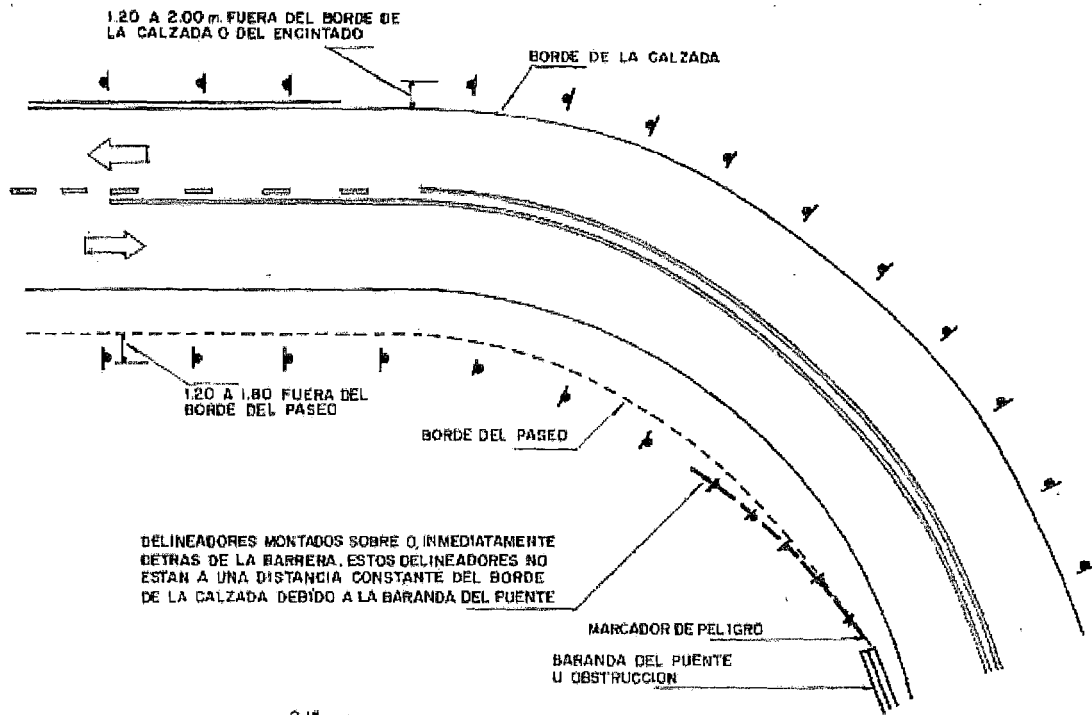 1.20 A 2.00 m. FUERA DEL BORDE DE
LA CALZADA O DEL ENCINTADO
BORDE DE LA CALZADA
1.20 A 1.80 FUERA DEL
BORDE DEL PASEO
BORDE DEL PASEO
DELINEADORES MONTADOS SOBRE O, INMEDIATAMENTE
DETRAS DE LA BARRERA, ESTOS DELINEADORES NO
ESTAN A UNA DISTANCIA CONSTANTE DEL BORDE
DE LA CALZADA DEBIDO A LA BARANDA DEL PUENTE
MARCADOR DE PELIGRO
BARANDA DEL PUENTE
U OBSTRUCCION